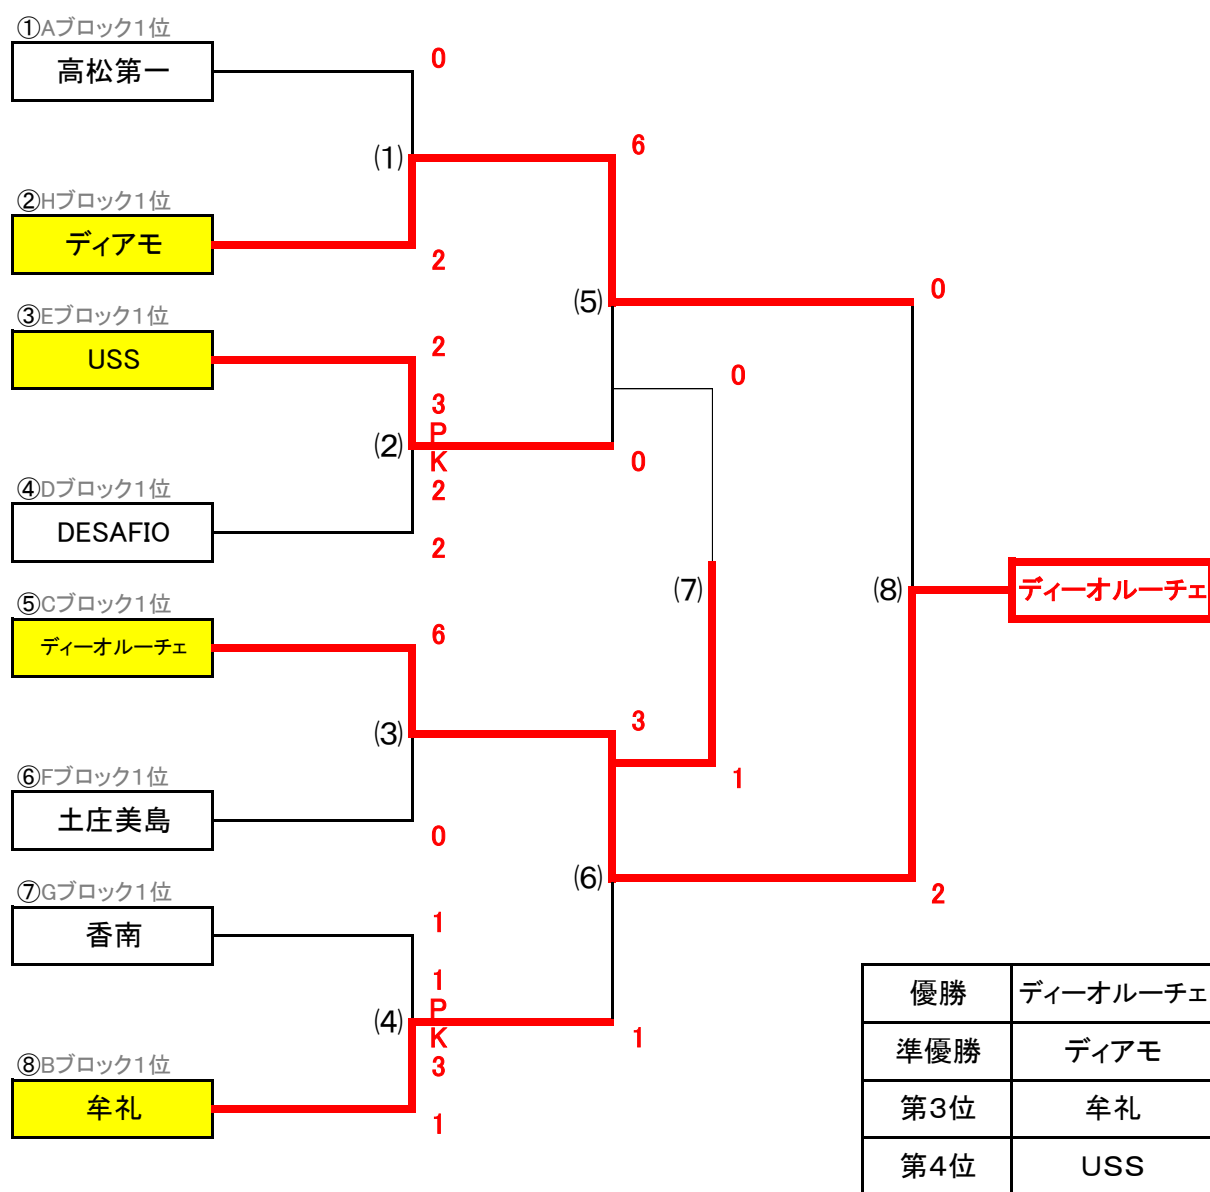 ①Aブロック1位
高松第一
0
(1)
6
②Hブロック1位
ディアモ
2
(5)
0
③Eブロック1位
USS
2
0
3
PK
(2)
0
2
④Dブロック1位
DESAFIO
2
(7)
(8)
ディーオルーチェ
⑤Cブロック1位
ディーオルーチェ
6
3
(3)
1
⑥Fブロック1位
土庄美島
0
(6)
2
⑦Gブロック1位
香南
1
1
PK
(4)
1
3
⑧Bブロック1位
牟礼
1
優勝 ディーオルーチェ
準優勝 ディアモ
第3位 牟礼
第4位 USS